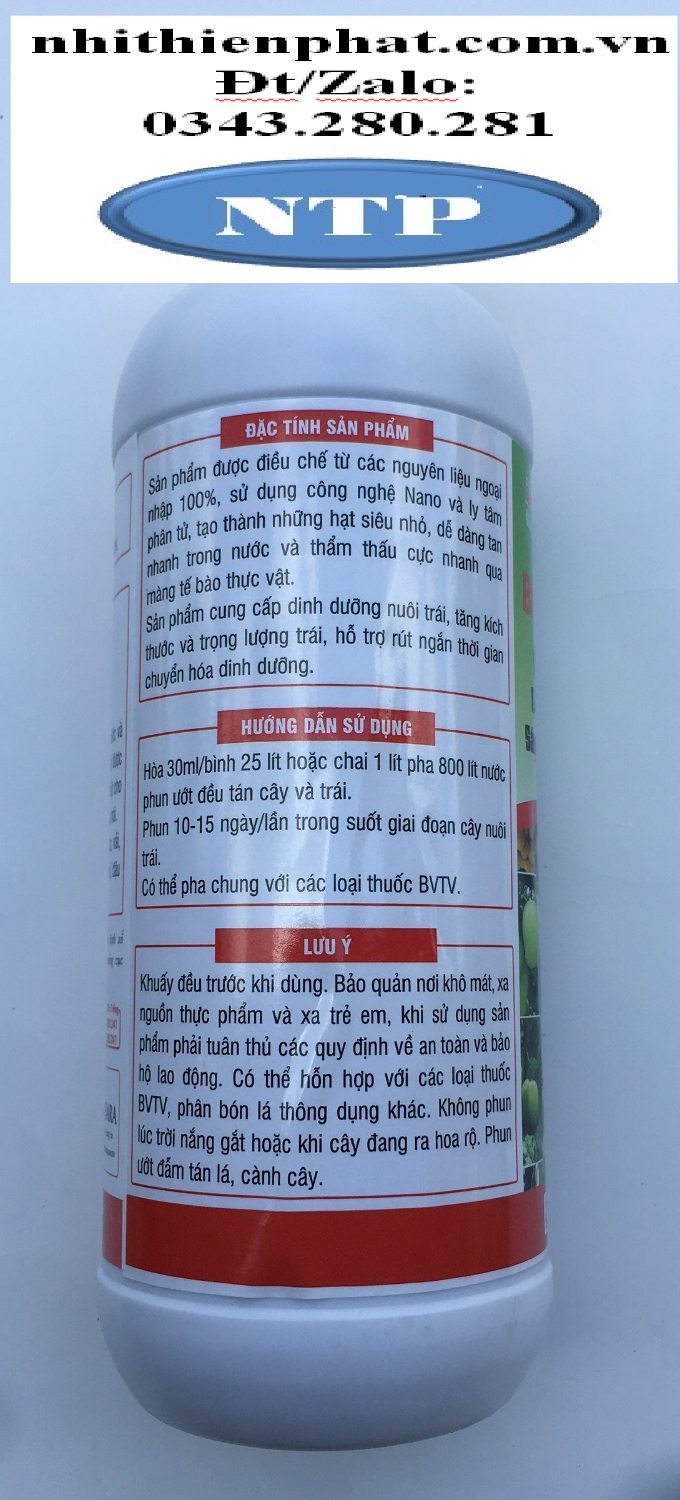 nhithienphat.com.vn
Đt/Zalo:
0343.280.281
NTP
ĐẶC TÍNH SẢN PHẨM
Sản phẩm được điều chế từ các nguyên liệu ngoại
nhập 100%, sử dụng công nghệ Nano và ly tâm
phân tử, tạo thành những hạt siêu nhỏ, dễ dàng tan
nhanh trong nước và thẩm thấu cực nhanh qua
màng tế bào thực vật.
Sản phẩm cung cấp dinh dưỡng nuôi trái, tăng kích
thước và trọng lượng trái, hỗ trợ rút ngắn thời gian
chuyển hóa dinh dưỡng.
HƯỚNG DẪN SỬ DỤNG
Hòa 30ml/bình 25 lít hoặc chai 1 lít pha 800 lít nước
phun ướt đều tán cây và trái.
Phun 10-15 ngày/lần trong suốt giai đoạn cây nuôi
trái.
Có thể pha chung với các loại thuốc BVTV.
LƯU Ý
Khuấy đều trước khi dùng. Bảo quản nơi khô mát, xa
nguồn thực phẩm và xa trẻ em, khi sử dụng sản
phẩm phải tuân thủ các quy định về an toàn và bảo
hộ lao động. Có thể hỗn hợp với các loại thuốc
BVTV, phân bón lá thông dụng khác. Không phun
lúc trời nắng gắt hoặc khi cây đang ra hoa rộ. Phun
ướt đẫm tán lá, cành cây.